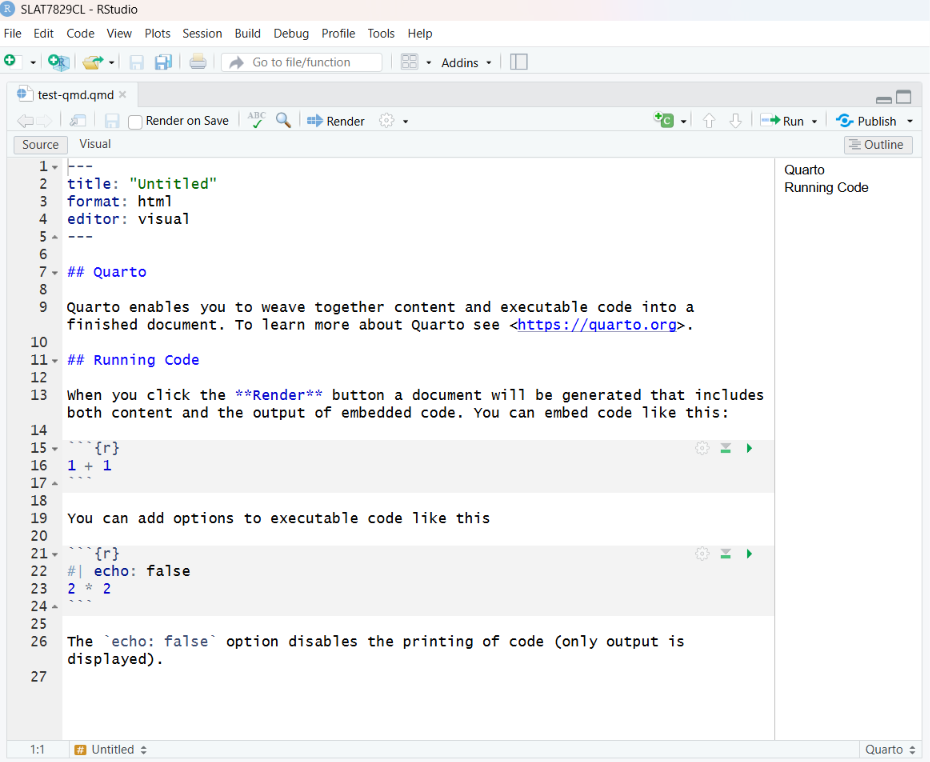 SLAT7829CL - RStudio
File Edit Code View Plots Session Build Debug Profile Tools Help
Go to file/function Addins
test-qmd.qmd
Render on Save ABC Render Run Publish
Source Visual Outline
1 ---
2 title: "Untitled"
3 format: html
4 editor: visual
5 ---
6
7 ## Quarto
8
9 Quarto enables you to weave together content and executable code into a
finished document. To learn more about Quarto see <https://quarto.org>.
10
11 ## Running Code
12
13 When you click the **Render** button a document will be generated that includes
both content and the output of embedded code. You can embed code like this:
14
15 ```{r}
16 1 + 1
17 ```
18
19 You can add options to executable code like this
20
21 ```{r}
22 #| echo: false
23 2 * 2
24 ```
25
26 The `echo: false` option disables the printing of code (only output is
displayed).
27
Quarto
Running Code
1:1 # Untitled Quarto